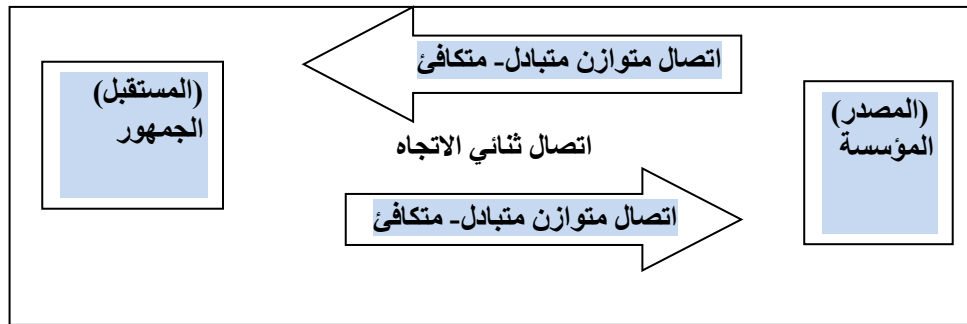 اتصال متوازن متبادل- متكافئ
(المصدر)
المؤسسة
(المستقبل)
الجمهور
اتصال ثنائي الاتجاه
اتصال متوازن متبادل- متكافئ